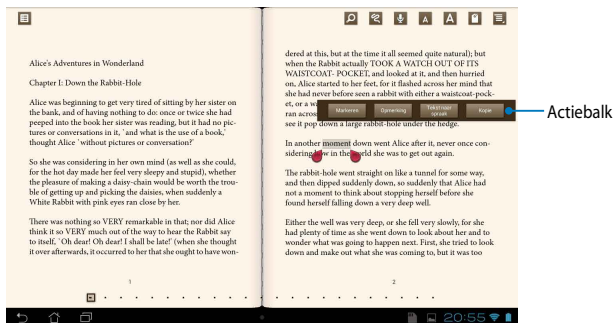 Alice's Adventures in Wonderland
Chapter I: Down the Rabbit-Hole
Alice was beginning to get very tired of sitting by her sister on
the bank, and of having nothing to do: once or twice she had
peeped into the book her sister was reading, but it had no pic-
tures or conversations in it, `and what is the use of a book,'
thought Alice `without pictures or conversation?'
So she was considering in her own mind (as well as she could,
for the hot day made her feel very sleepy and stupid), whether
the pleasure of making a daisy-chain would be worth the trou-
ble of getting up and picking the daisies, when suddenly a
White Rabbit with pink eyes ran close by her.
There was nothing so VERY remarkable in that; nor did Alice
think it so VERY much out of the way to hear the Rabbit say
to itself, `Oh dear! Oh dear! I shall be late!' (when she thought
it over afterwards, it occurred to her that she ought to have won-
1
dered at this, but at the time it all seemed quite natural); but
when the Rabbit actually TOOK A WATCH OUT OF ITS
WAISTCOAT- POCKET, and looked at it, and then hurried
on, Alice started to her feet, for it flashed across her mind that
she had never before seen a rabbit with either a waistcoat-pock-
et, or a wa
ran across
see it pop down a large rabbit-hole under the hedge.
Markeren Opmerking Tekst naar spraak Kopie
Actiebalk
In another moment down went Alice after it, never once con-
sidering how in the world she was to get out again.
The rabbit-hole went straight on like a tunnel for some way,
and then dipped suddenly down, so suddenly that Alice had
not a moment to think about stopping herself before she
found herself falling down a very deep well.
Either the well was very deep, or she fell very slowly, for she
had plenty of time as she went down to look about her and to
wonder what was going to happen next. First, she tried to look
down and make out what she was coming to, but it was too
2
20:55